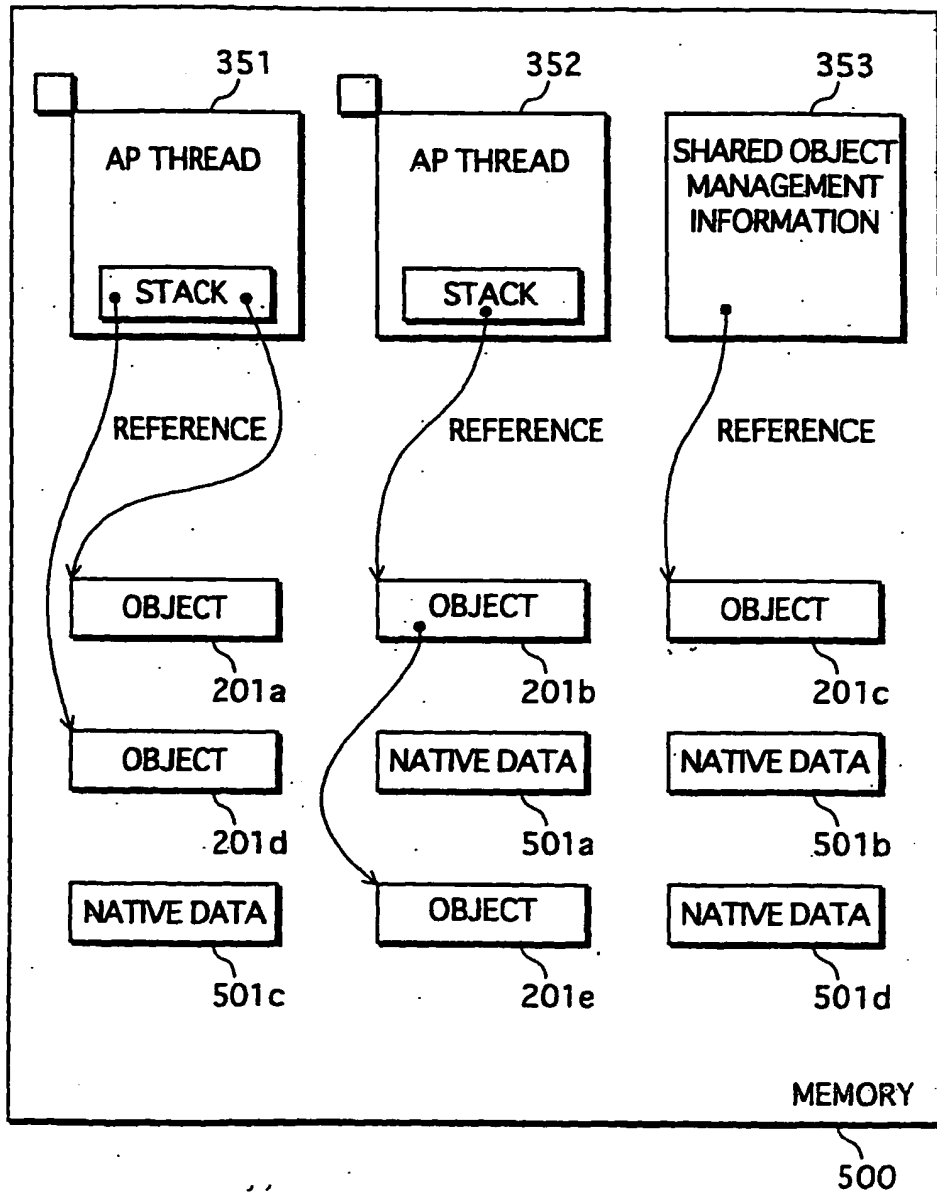 351
352
353
AP THREAD
AP THREAD
SHARED OBJECT
MANAGEMENT
INFORMATION
STACK
STACK
REFERENCE
REFERENCE
REFERENCE
OBJECT
OBJECT
OBJECT
201a
201b
201c
OBJECT
NATIVE DATA
NATIVE DATA
201d
501a
501b
NATIVE DATA
OBJECT
NATIVE DATA
501c
201e
501d
MEMORY
500